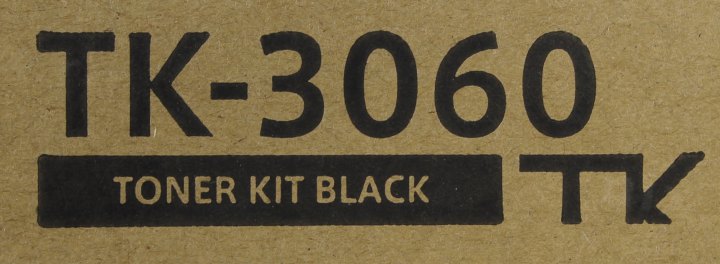 TK-3060
TONER KIT BLACK
TK